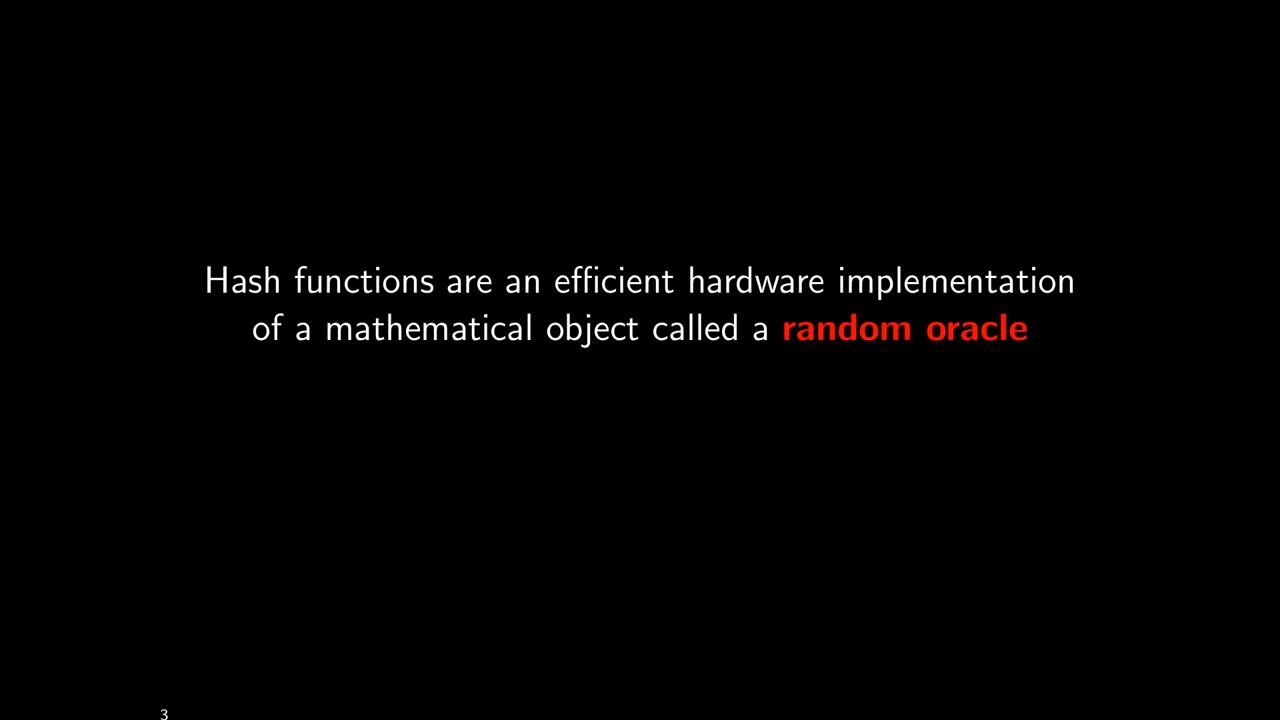 Hash functions are an efficient hardware implementation
of a mathematical object called a random oracle
3